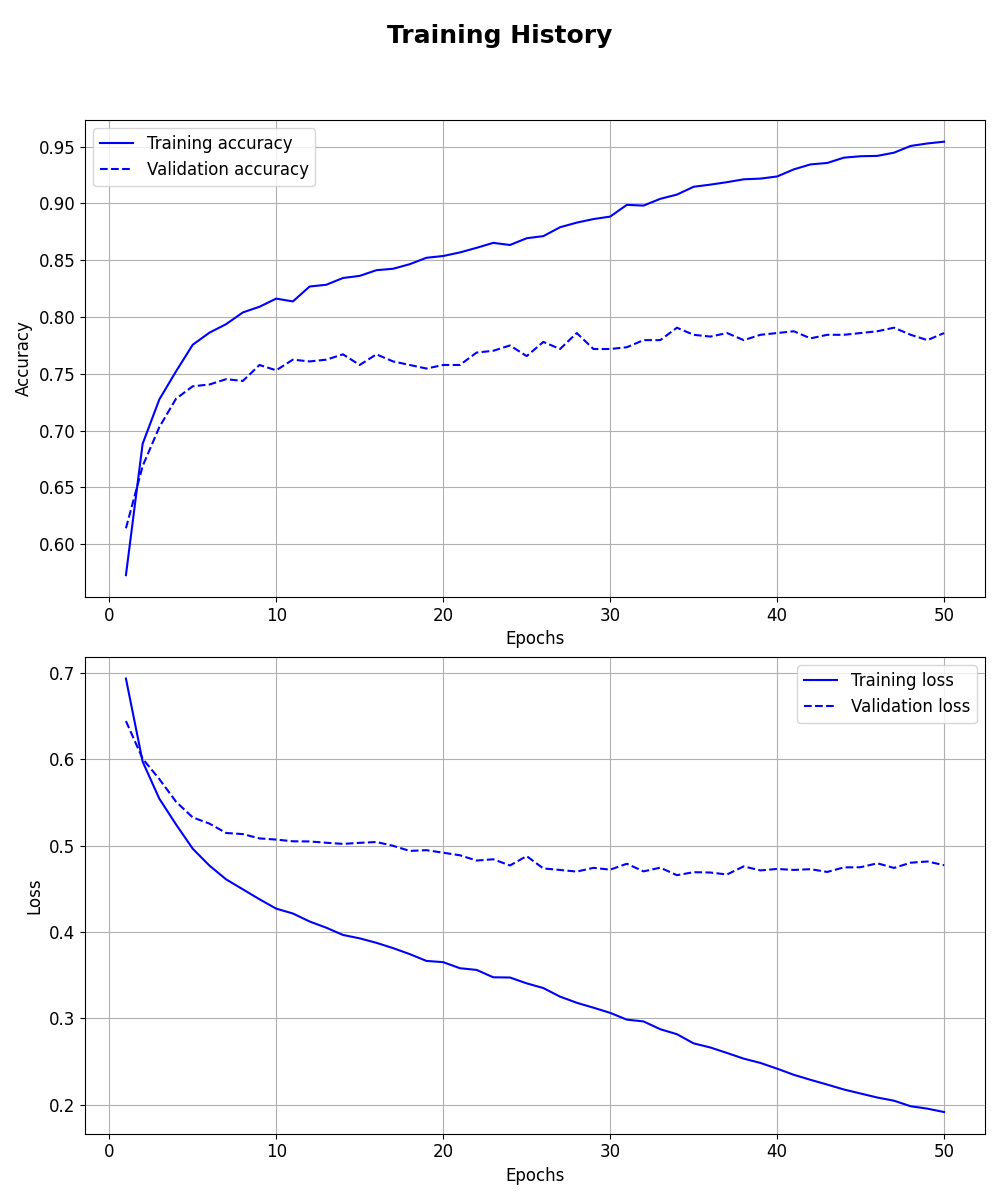 Training History
Training accuracy
Validation accuracy
0.95
0.90
0.85
0.80
0.75
0.70
0.65
0.60
Accuracy
0 10 20 30 40 50
Epochs
Training loss
Validation loss
0.7
0.6
0.5
0.4
0.3
0.2
Loss
0 10 20 30 40 50
Epochs